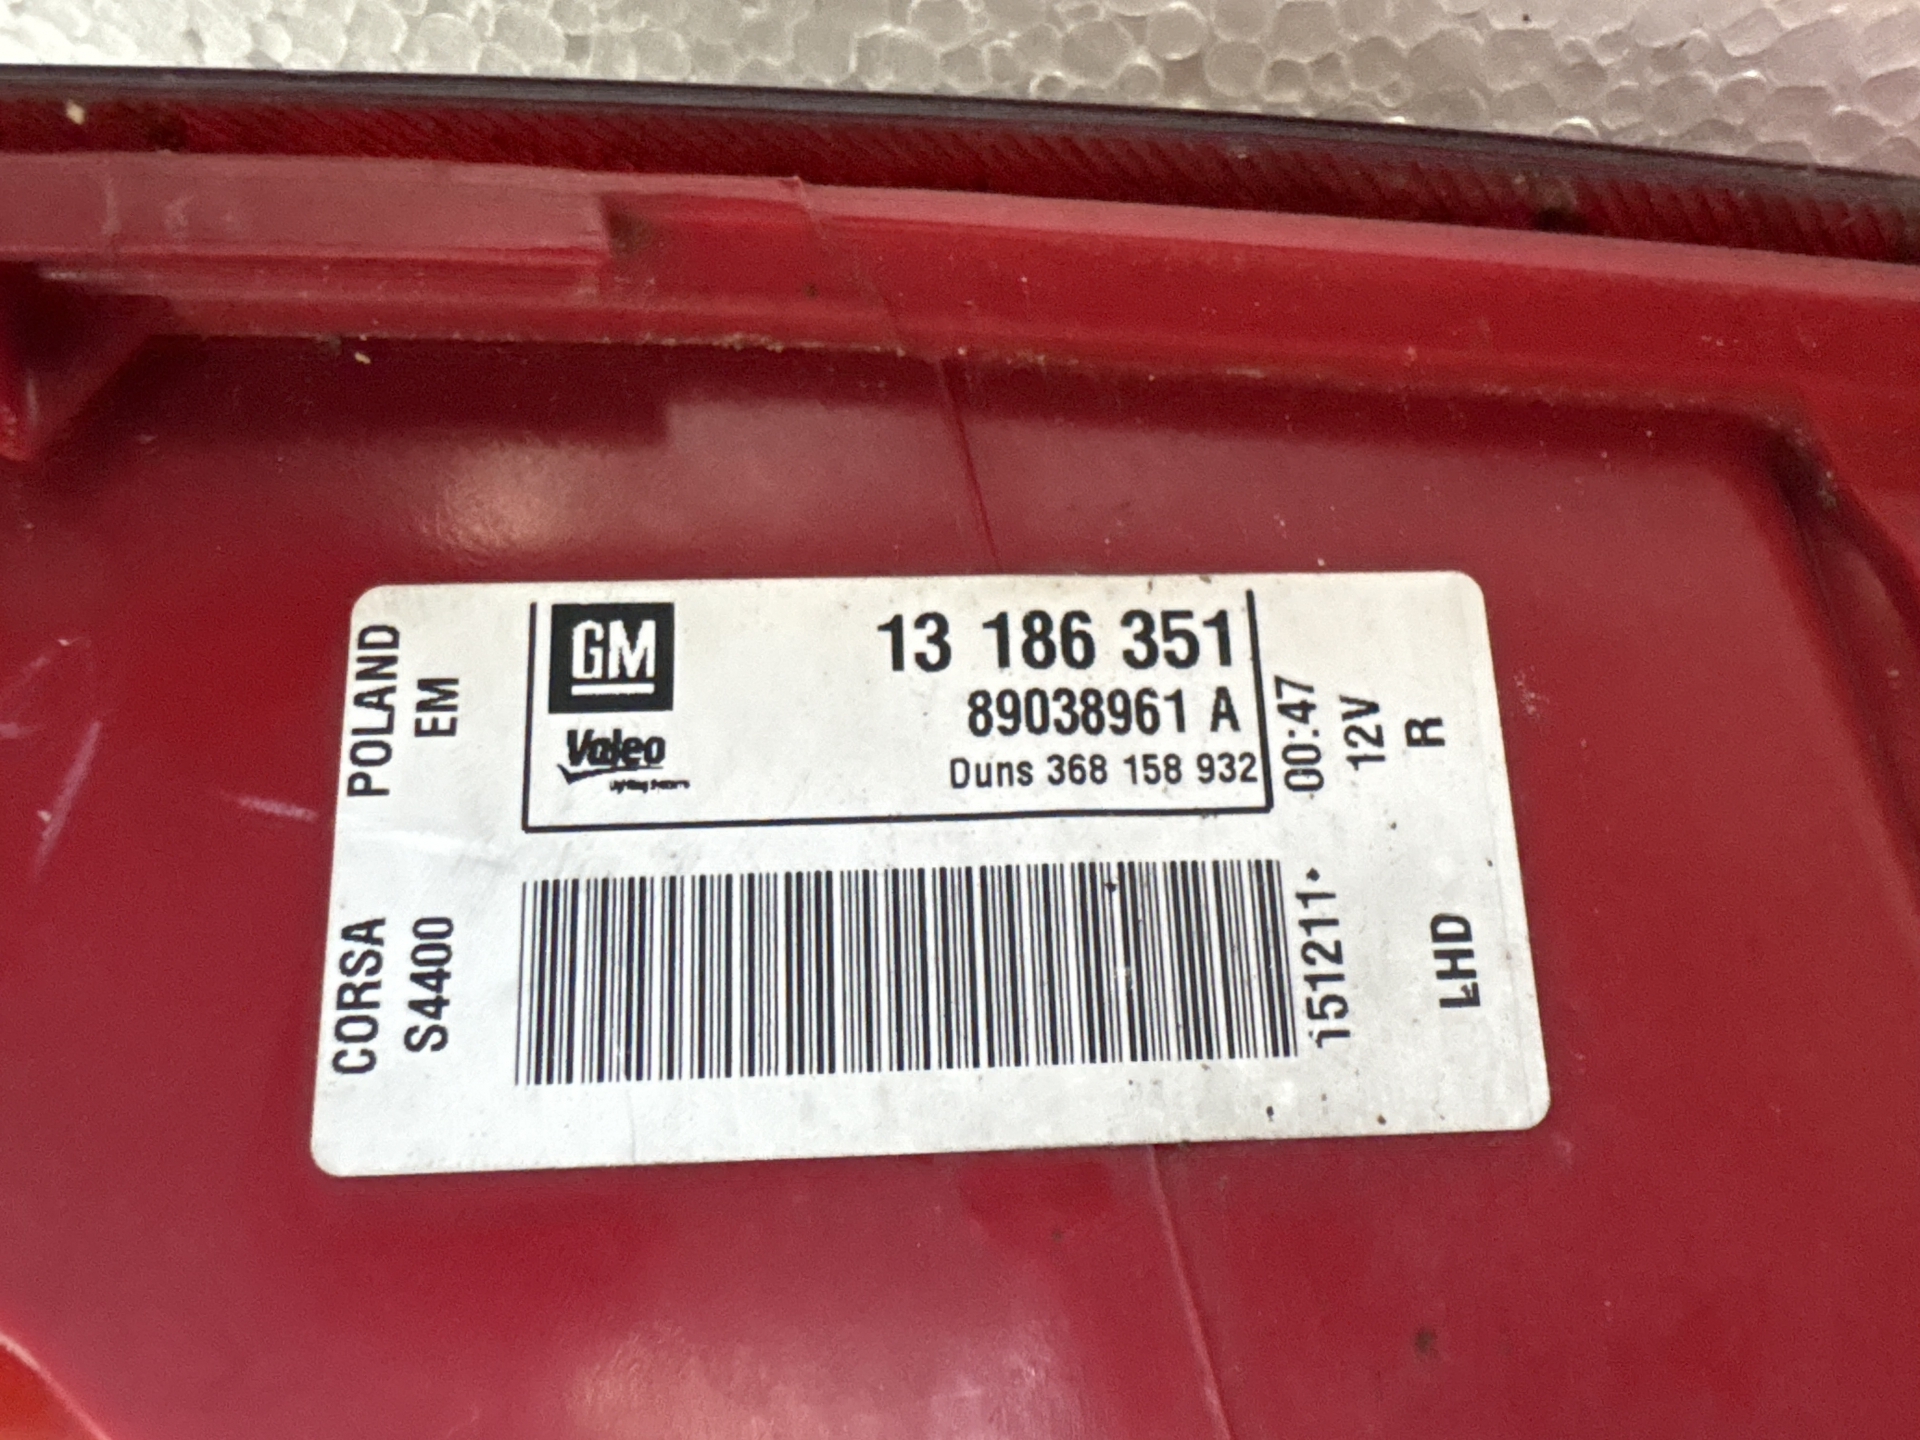 POLAND
EM
CORSA
S4400
GM
Valeo
13 186 351
89038961 A
Duns 368 158 932
00:47
12V
R
151211
LHD